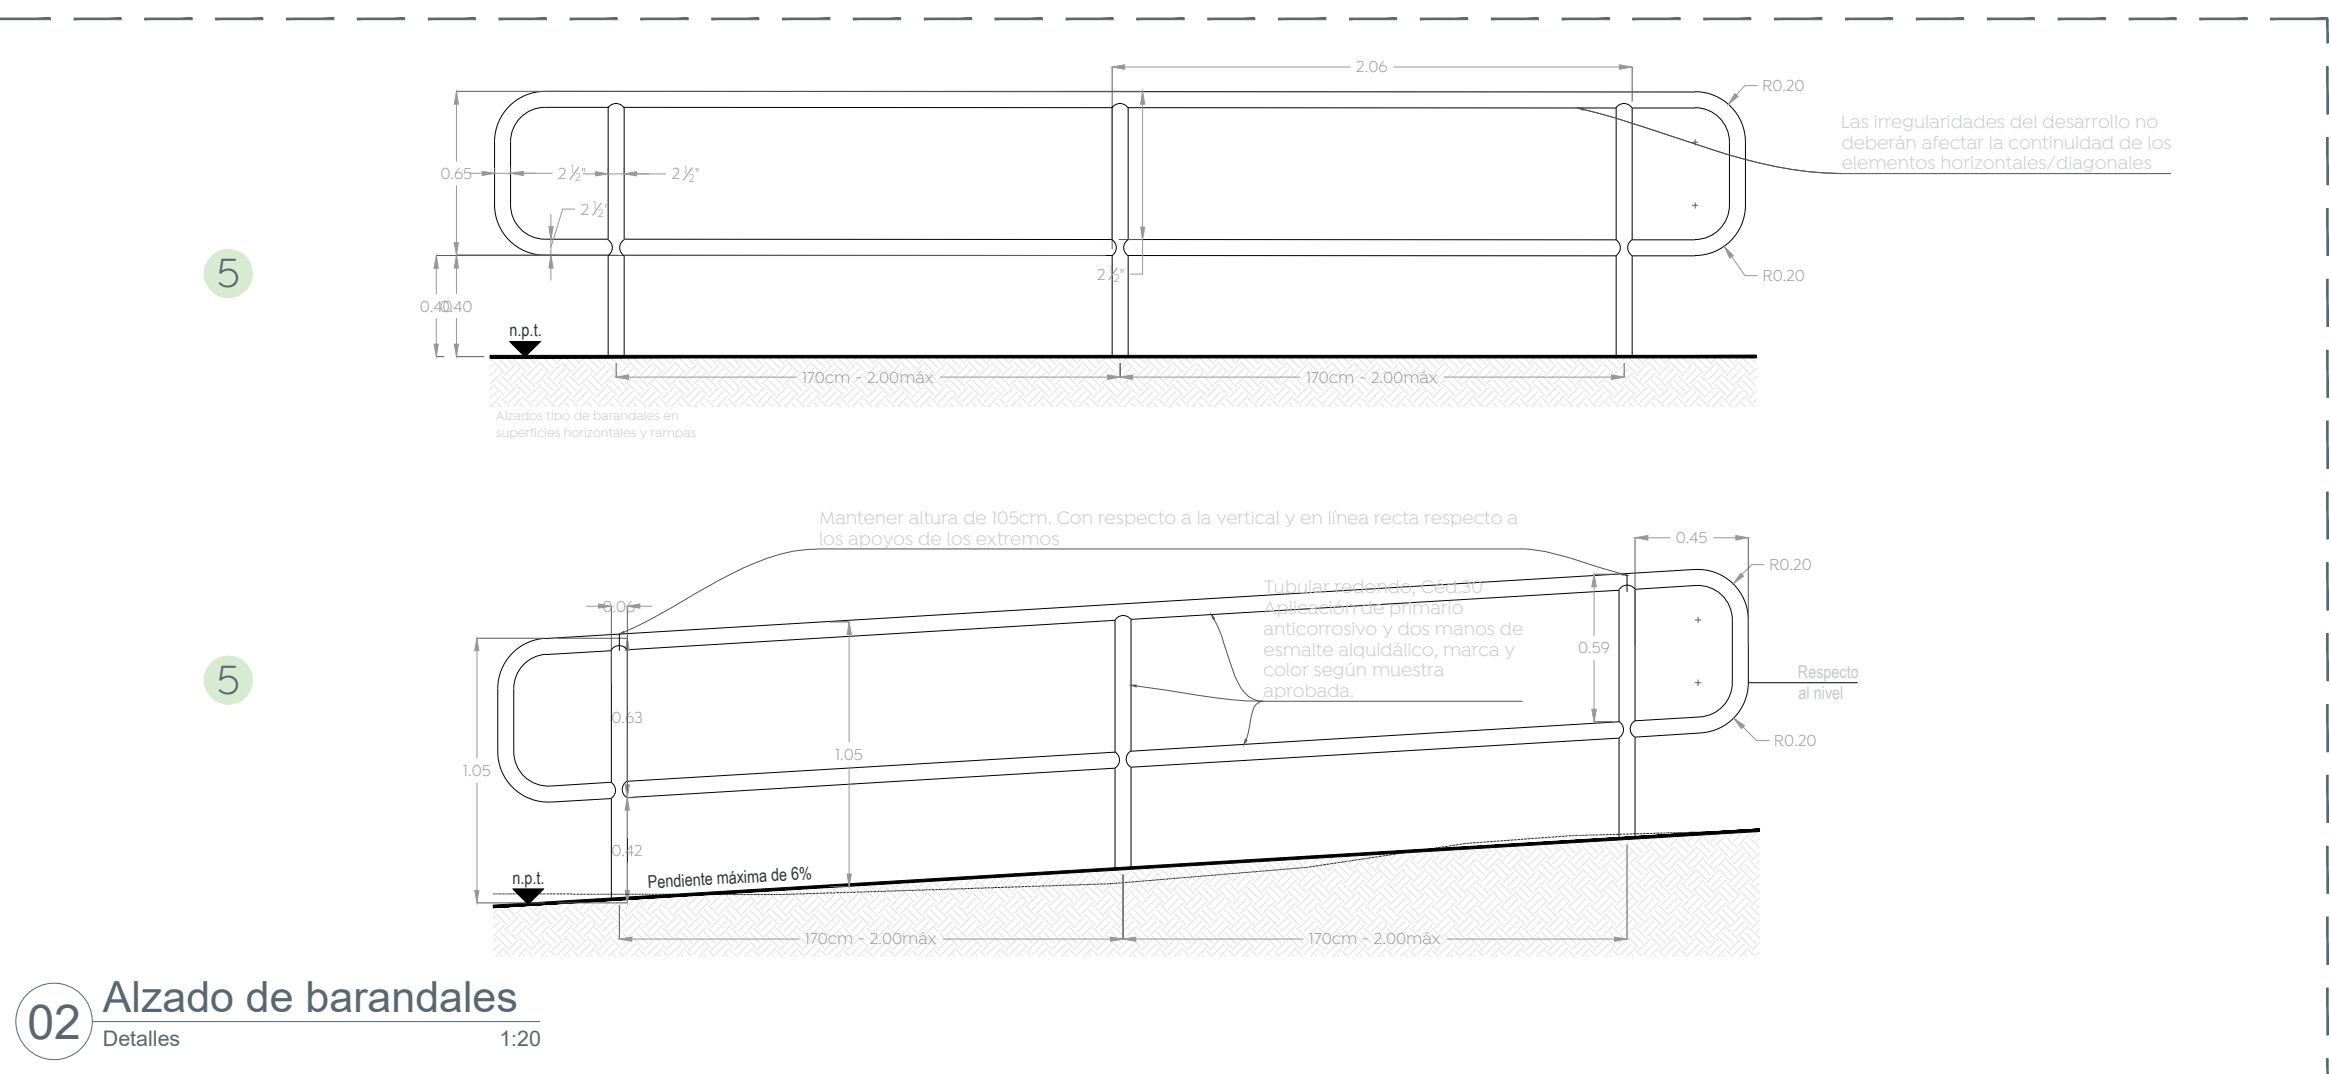 2.06
R0.20
Las irregularidades del desarrollo no
deberán afectar la continuidad de los
elementos horizontales/diagonales
0.65
2 ½"
2 ½"
2 ½"
5
2 ½"
R0.20
0.40
0.40
n.p.t.
170cm - 2.00máx
170cm - 2.00máx
Alzados tipo de barandales en
superficies horizontales y rampas
Mantener altura de 105cm. Con respecto a la vertical y en línea recta respecto a
los apoyos de los extremos
0.45
R0.20
Tubular redondo, Céd.30
Aplicación de primario
anticorrosivo y dos manos de
esmalte alquidálico, marca y
color según muestra
aprobada.
0.06
0.59
5
Respecto
al nivel
0.63
R0.20
1.05
1.05
0.42
n.p.t.
Pendiente máxima de 6%
170cm - 2.00máx
170cm - 2.00máx
02
Alzado de barandales
Detalles
1:20